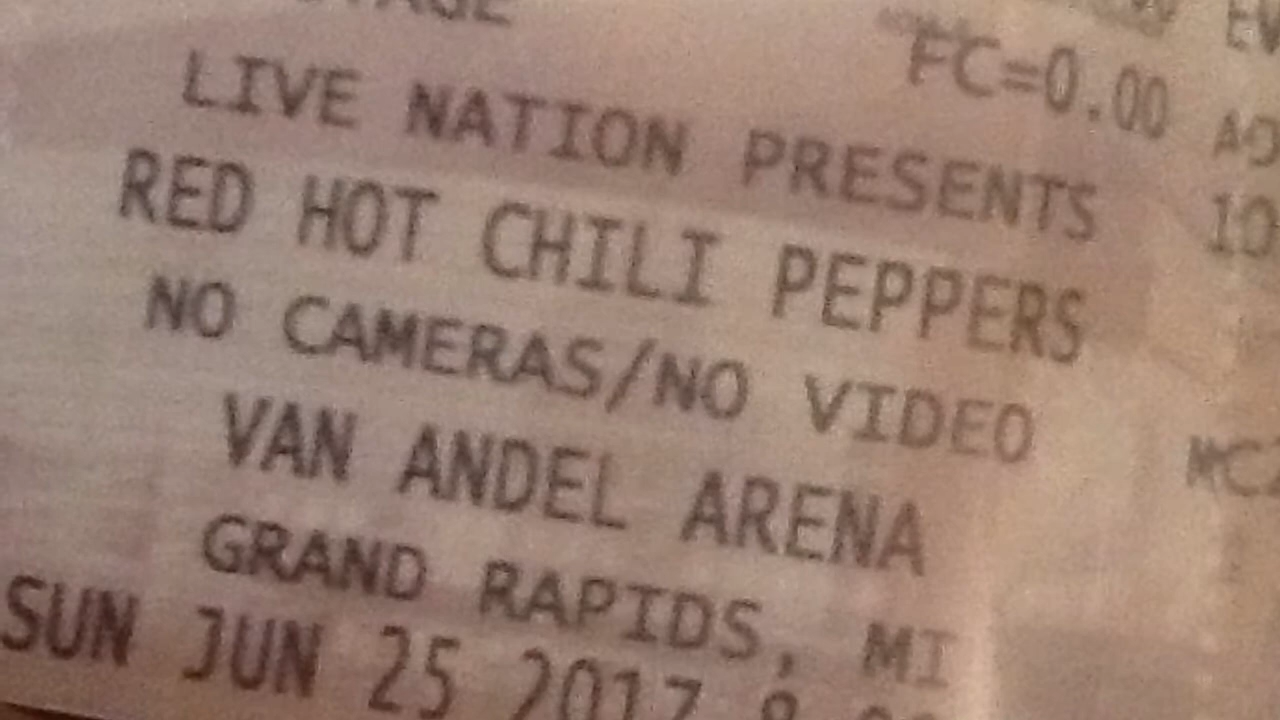 FC=0.00
LIVE NATION PRESENTS
RED HOT CHILI PEPPERS
NO CAMERAS/NO VIDEO
VAN ANDEL ARENA
GRAND RAPIDS, MI
SUN JUN 25 2017